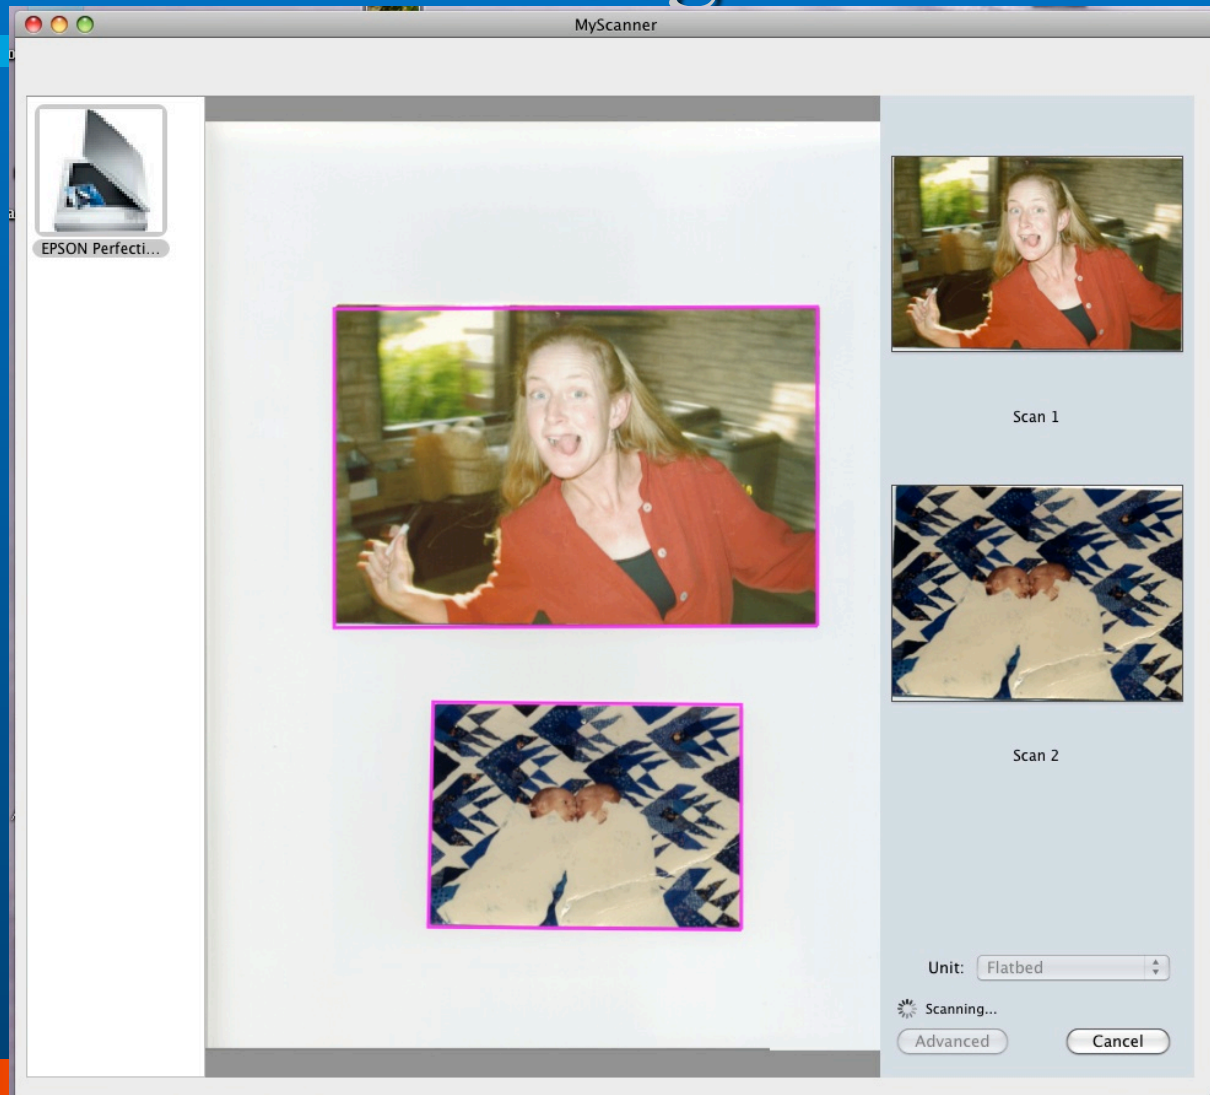 MyScanner
EPSON Perfecti...
Scan 1
Scan 2
Unit: Flatbed
Scanning...
Advanced
Cancel